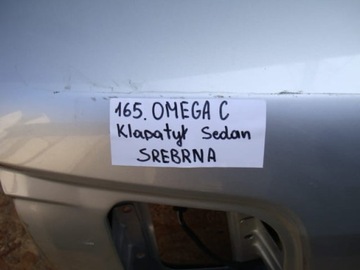 165. OMEGA C
Klapatył Sedan
SREBRNA